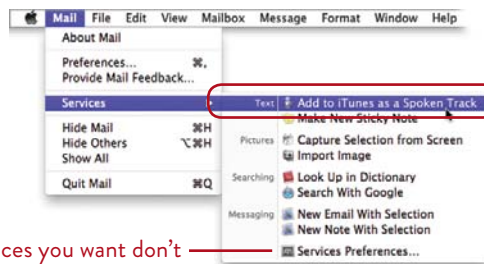 Mail File Edit View Mailbox Message Format Window Help
About Mail
Preferences... ⌘,
Provide Mail Feedback...
Services
Text Add to iTunes as a Spoken Track
Make New Sticky Note
Hide Mail ⌘H
Hide Others ⌥⌘H
Show All
Pictures Capture Selection from Screen
Import Image
Searching Look Up in Dictionary
Search With Google
Quit Mail ⌘Q
Messaging New Email With Selection
New Note With Selection
ces you want don't
Services Preferences...